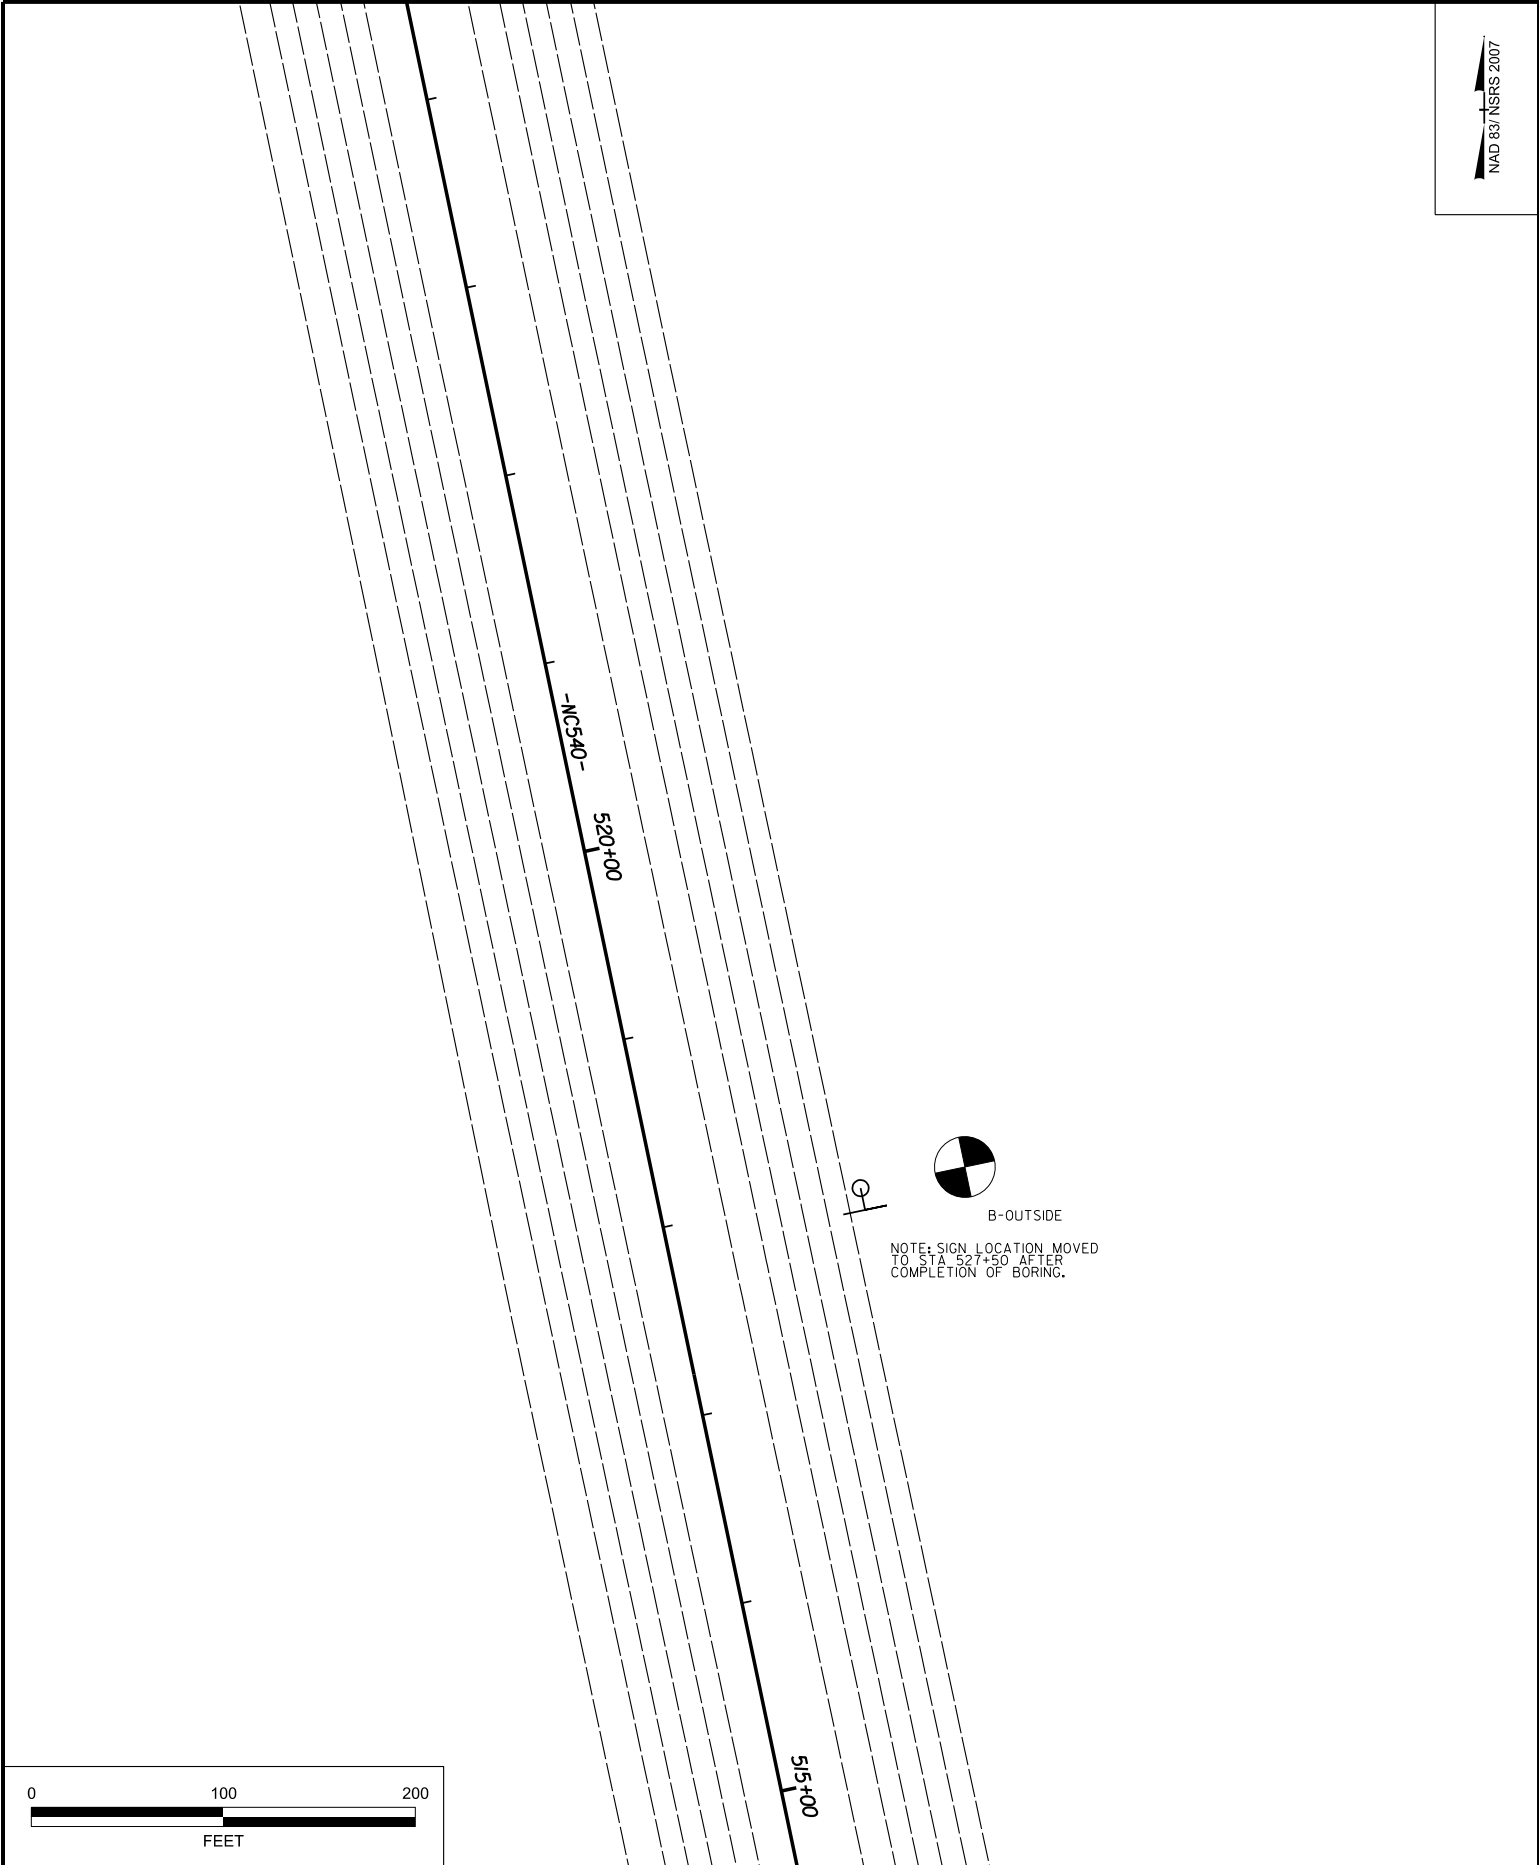 NAD 83/ NSRS 2007
-NC540-
520+00
B-OUTSIDE
NOTE: SIGN LOCATION MOVED
TO STA 527+50 AFTER
COMPLETION OF BORING.
515+00
0 100 200
FEET